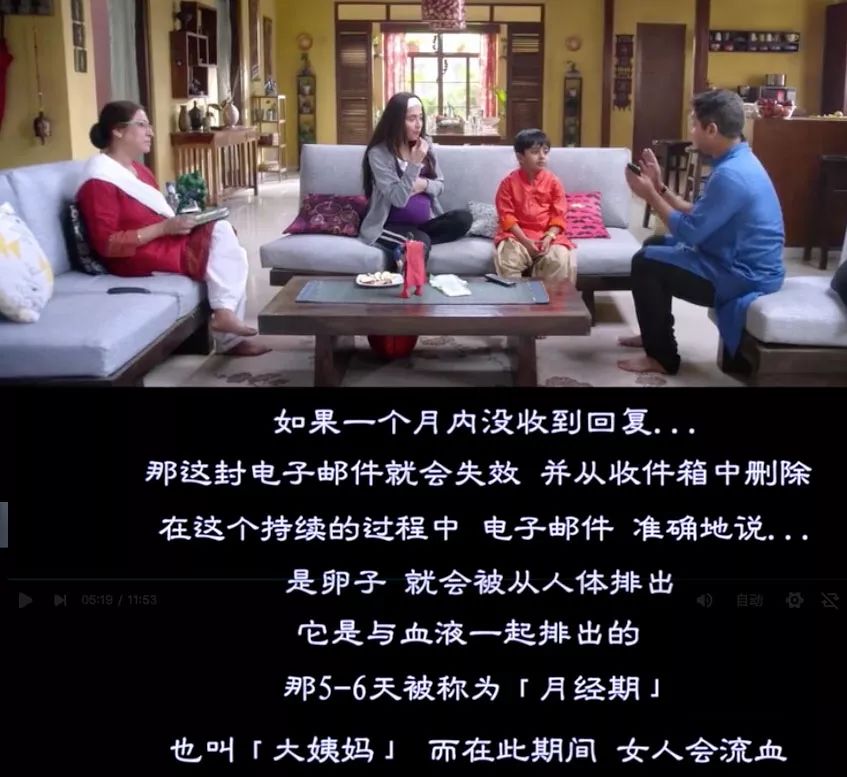 如果一个月内没收到回复...
那这封电子邮件就会失效 并从收件箱中删除
在这个持续的过程中 电子邮件 准确地说...
是卵子 就会被从人体排出
05:19 / 11:53
自动
它是与血液一起排出的
那5-6天被称为「月经期」
也叫「大姨妈」 而在此期间 女人会流血